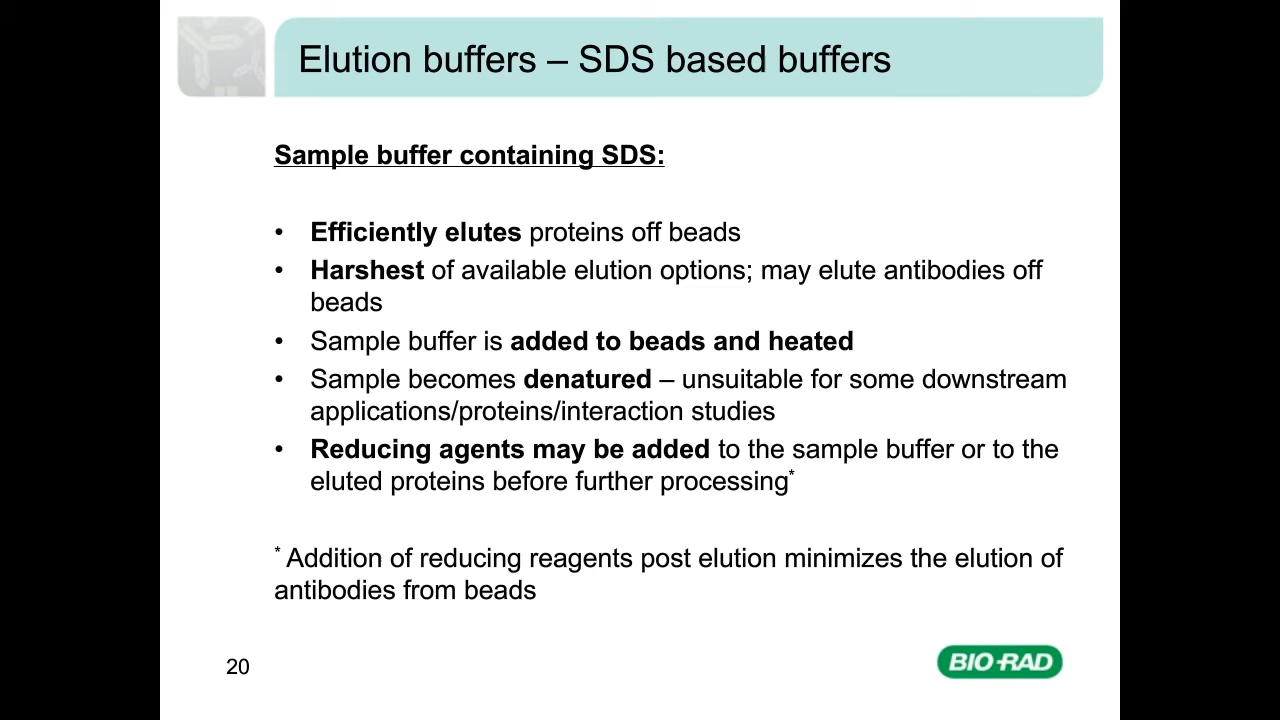 Elution buffers – SDS based buffers
Sample buffer containing SDS:
• Efficiently elutes proteins off beads
• Harshest of available elution options; may elute antibodies off
beads
• Sample buffer is added to beads and heated
• Sample becomes denatured – unsuitable for some downstream
applications/proteins/interaction studies
• Reducing agents may be added to the sample buffer or to the
eluted proteins before further processing*
* Addition of reducing reagents post elution minimizes the elution of
antibodies from beads
20
BIO-RAD